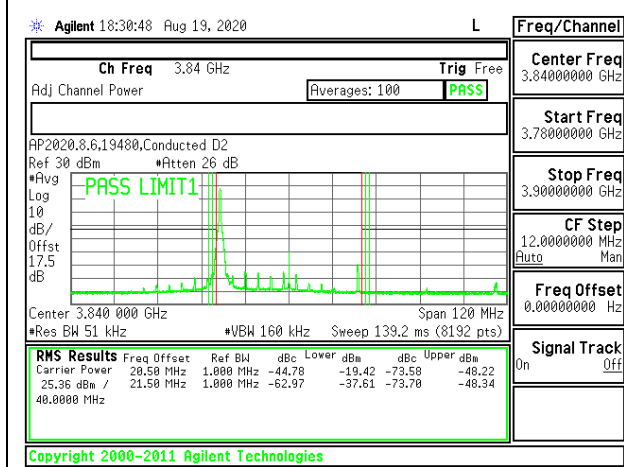 Agilent 18:30:48 Aug 19, 2020 L
Freq/Channel
Ch Freq 3.84 GHz Trig Free
Adj Channel Power Averages: 100 PASS
AP2020.8.6,19480,Conducted D2
Ref 30 dBm #Atten 26 dB
#Avg
Log
10
dB/
Offst
17.5
dB
PASS LIMIT1
Center 3.840 000 GHz Span 120 MHz
#Res BW 51 kHz #VBW 160 kHz Sweep 139.2 ms (8192 pts)
RMS Results Freq Offset Ref BW dBc Lower dBm dBc Upper dBm
Carrier Power 20.50 MHz 1.000 MHz -44.78 -19.42 -73.58 -48.22
25.36 dBm / 21.50 MHz 1.000 MHz -62.97 -37.61 -73.70 -48.34
40.0000 MHz
Copyright 2000-2011 Agilent Technologies
Center Freq
3.84000000 GHz
Start Freq
3.78000000 GHz
Stop Freq
3.90000000 GHz
CF Step
12.0000000 MHz
Auto Man
Freq Offset
0.00000000 Hz
Signal Track
On Off